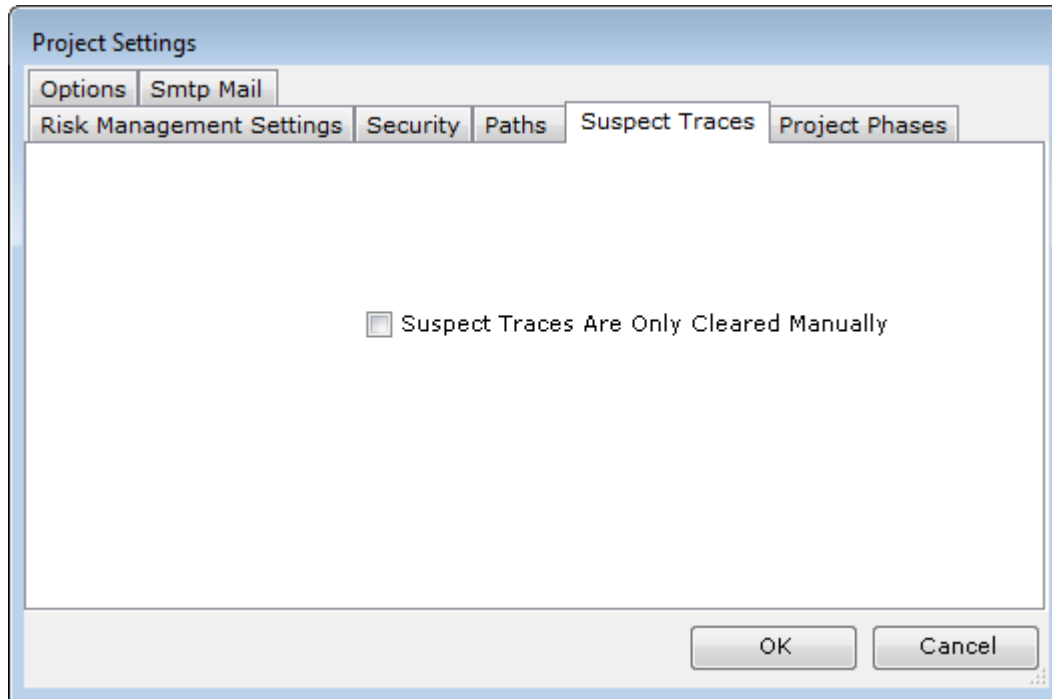 Project Settings
Options Smtp Mail
Risk Management Settings Security Paths Suspect Traces Project Phases
Suspect Traces Are Only Cleared Manually
OK Cancel